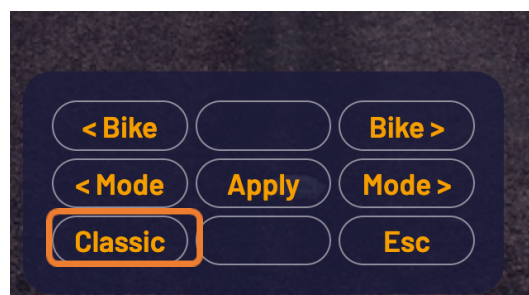 < Bike Bike >
< Mode Apply Mode >
Classic Esc